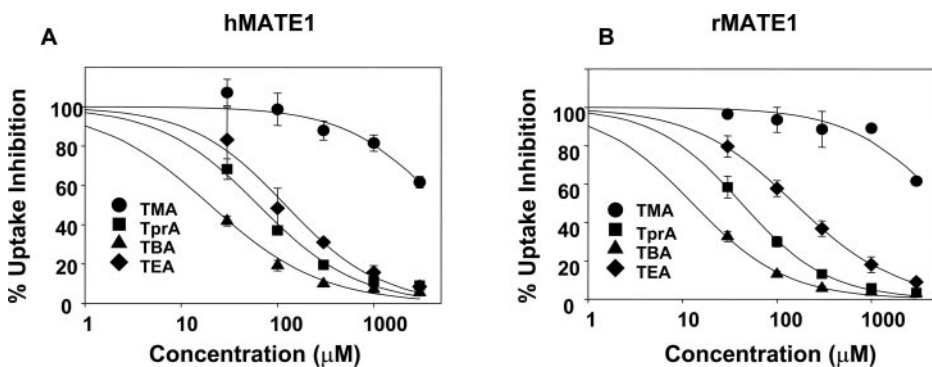 A
hMATE1
% Uptake Inhibition
100
80
60
40
20
0
TMA
TprA
TBA
TEA
1
10
100
1000
Concentration (μM)
B
rMATE1
% Uptake Inhibition
100
80
60
40
20
0
TMA
TprA
TBA
TEA
1
10
100
1000
Concentration (μM)